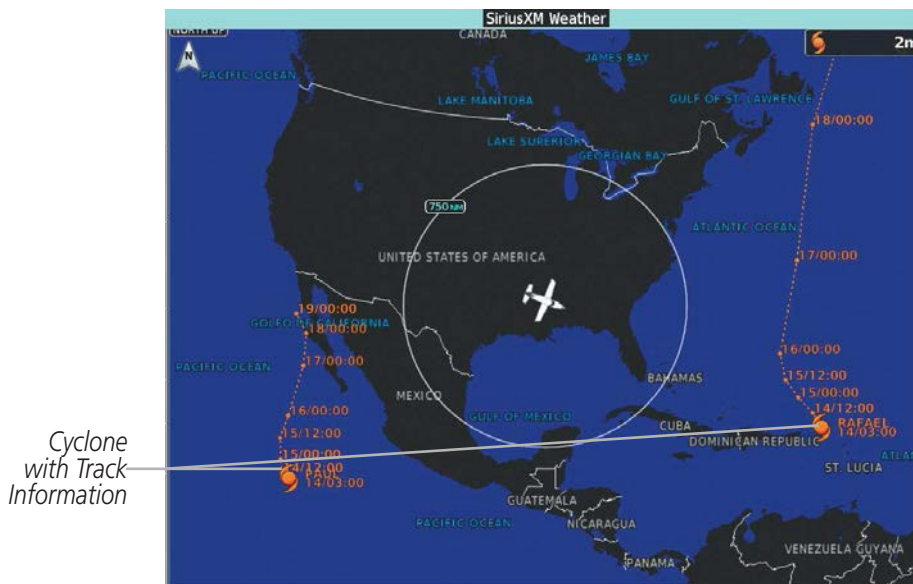 SiriusXM Weather
NORTH UP
N
CANADA
2m
JAMES BAY
PACIFIC OCEAN
LAKE MANITOBA
GULF OF ST. LAWRENCE
18/00:00
LAKE SUPERIOR
GEORGIAN BAY
750 NM
ATLANTIC OCEAN
UNITED STATES OF AMERICA
17/00:00
19/00:00
GOLFO DE CALIFORNIA
18/00:00
16/00:00
PACIFIC OCEAN
17/00:00
BAHAMAS
15/12:00
MEXICO
15/00:00
16/00:00
GULF OF MEXICO
14/12:00
CUBA
RAFAEL
14/03:00
15/12:00
DOMINICAN REPUBLIC
15/00:00
ATLA
14/12:00
ST. LUCIA
PAUL
14/03:00
Cyclone
with Track
Information
GUATEMALA
PACIFIC OCEAN
NICARAGUA
VENEZUELA
GUYANA
PANAMA